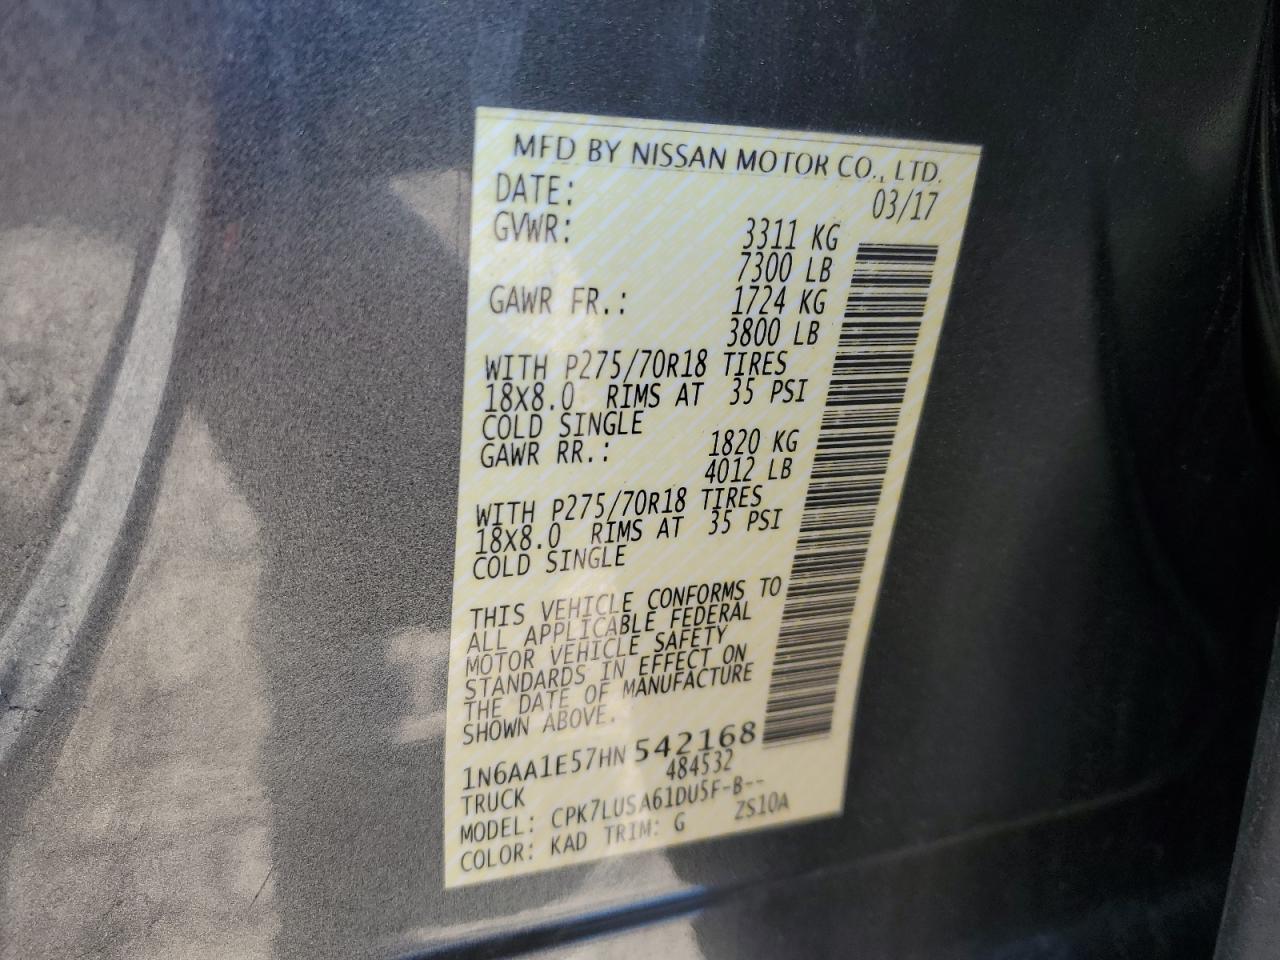 MFD BY NISSAN MOTOR CO., LTD.
DATE: 03/17
GVWR: 3311 KG
7300 LB
GAWR FR.: 1724 KG
3800 LB
WITH P275/70R18 TIRES
18X8.0 RIMS AT 35 PSI
COLD SINGLE
GAWR RR.: 1820 KG
4012 LB
WITH P275/70R18 TIRES
18X8.0 RIMS AT 35 PSI
COLD SINGLE
THIS VEHICLE CONFORMS TO
ALL APPLICABLE FEDERAL
MOTOR VEHICLE SAFETY
STANDARDS IN EFFECT ON
THE DATE OF MANUFACTURE
SHOWN ABOVE.
1N6AA1E57HN542168
TRUCK 484532
MODEL: CPK7LUSA61DU5F-B--
COLOR: KAD TRIM: G ZS10A